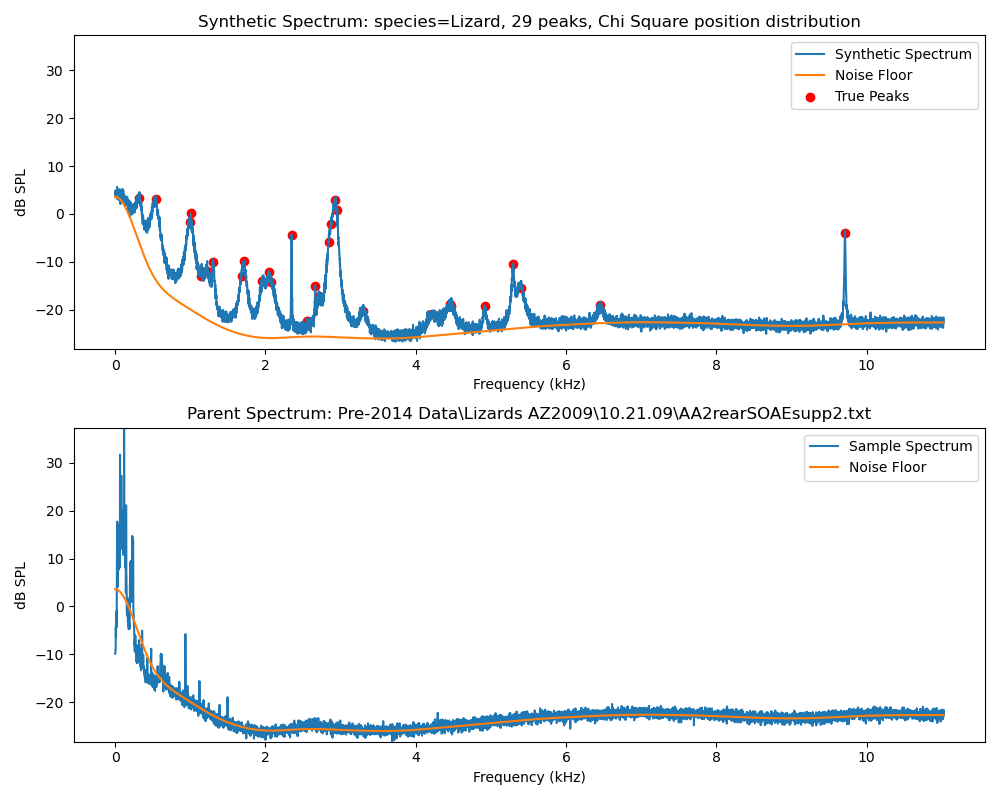 Synthetic Spectrum: species=Lizard, 29 peaks, Chi Square position distribution
Synthetic Spectrum
Noise Floor
True Peaks
dB SPL
30
20
10
0
−10
−20
0 2 4 6 8 10
Frequency (kHz)
Parent Spectrum: Pre-2014 Data\Lizards AZ2009\10.21.09\AA2rearSOAEsupp2.txt
Sample Spectrum
Noise Floor
dB SPL
30
20
10
0
−10
−20
0 2 4 6 8 10
Frequency (kHz)